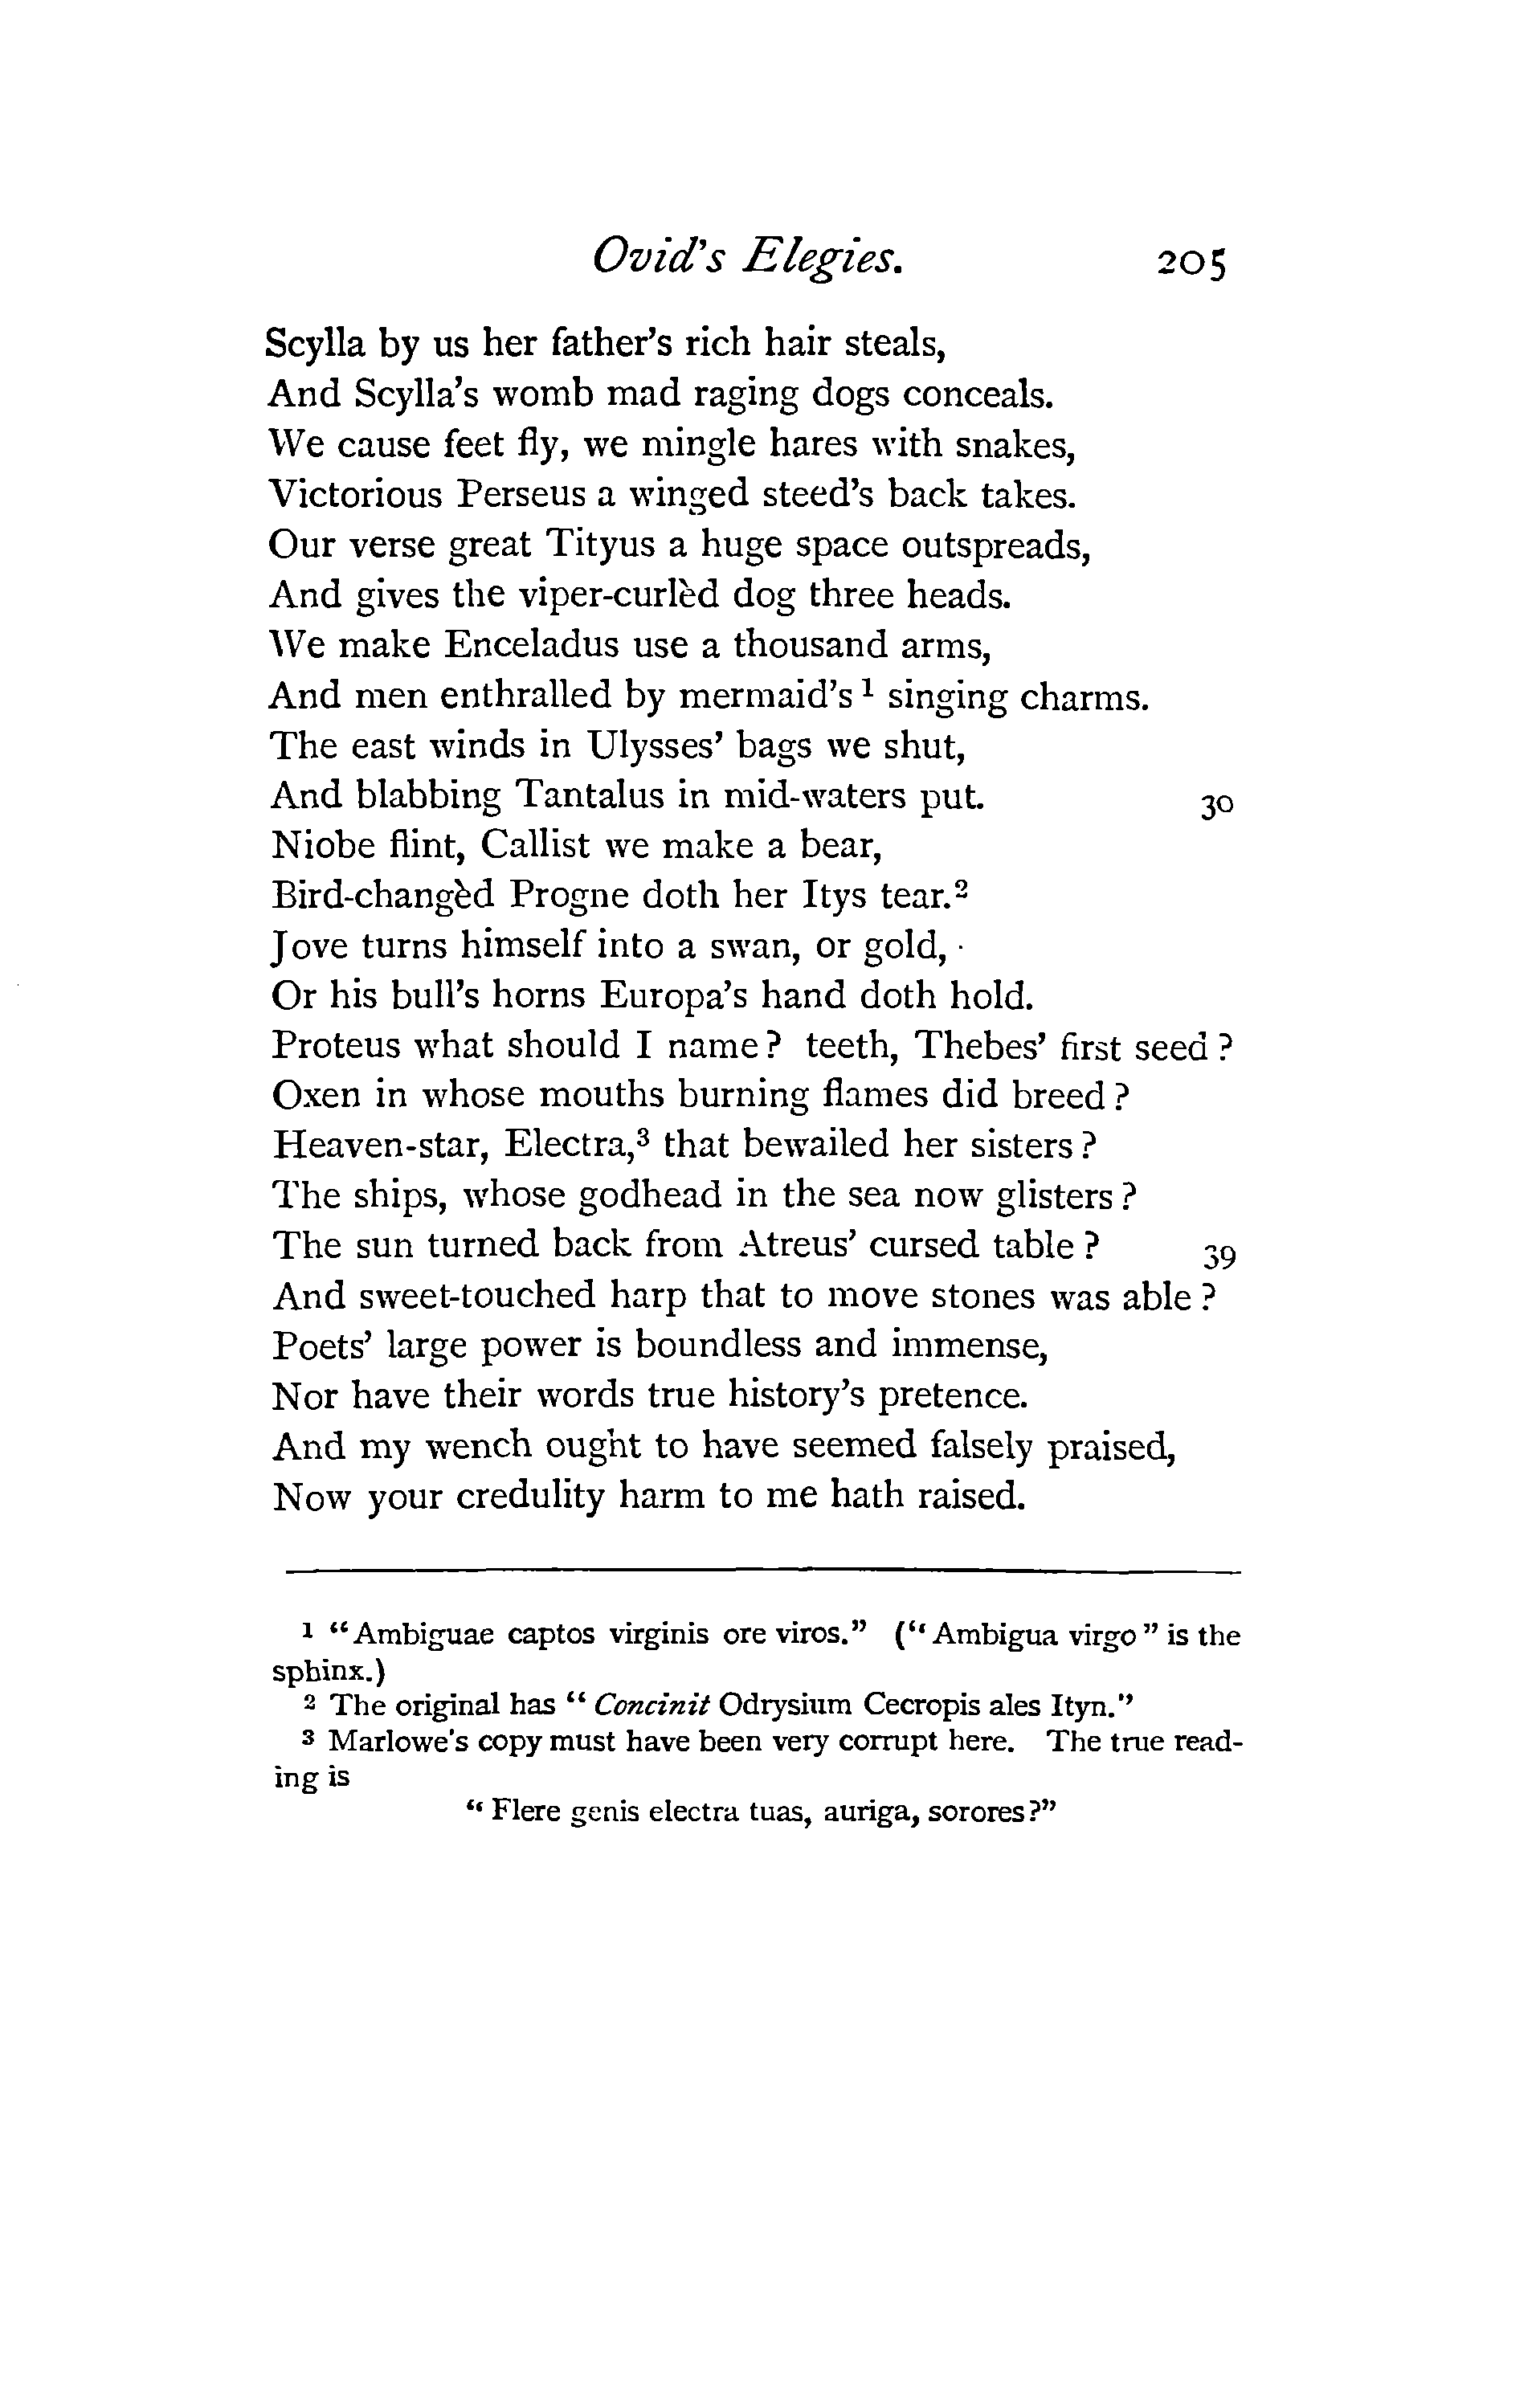 Ovid's Elegies. 205
Scylla by us her father's rich hair steals,
And Scylla's womb mad raging dogs conceals.
We cause feet fly, we mingle hares with snakes,
Victorious Perseus a winged steed's back takes.
Our verse great Tityus a huge space outspreads,
And gives the viper-curlèd dog three heads.
We make Enceladus use a thousand arms,
And men enthralled by mermaid's ¹ singing charms.
The east winds in Ulysses' bags we shut,
And blabbing Tantalus in mid-waters put. 30
Niobe flint, Callist we make a bear,
Bird-changèd Progne doth her Itys tear.²
Jove turns himself into a swan, or gold,
Or his bull's horns Europa's hand doth hold.
Proteus what should I name? teeth, Thebes' first seed?
Oxen in whose mouths burning flames did breed?
Heaven-star, Electra,³ that bewailed her sisters?
The ships, whose godhead in the sea now glisters?
The sun turned back from Atreus' cursed table? 39
And sweet-touched harp that to move stones was able?
Poets' large power is boundless and immense,
Nor have their words true history's pretence.
And my wench ought to have seemed falsely praised,
Now your credulity harm to me hath raised.
¹ "Ambiguae captos virginis ore viros." ("Ambigua virgo" is the
sphinx.)
² The original has "Concinit Odrysium Cecropis ales Ityn."
³ Marlowe's copy must have been very corrupt here. The true read-
ing is
"Flere genis electra tuas, auriga, sorores?"